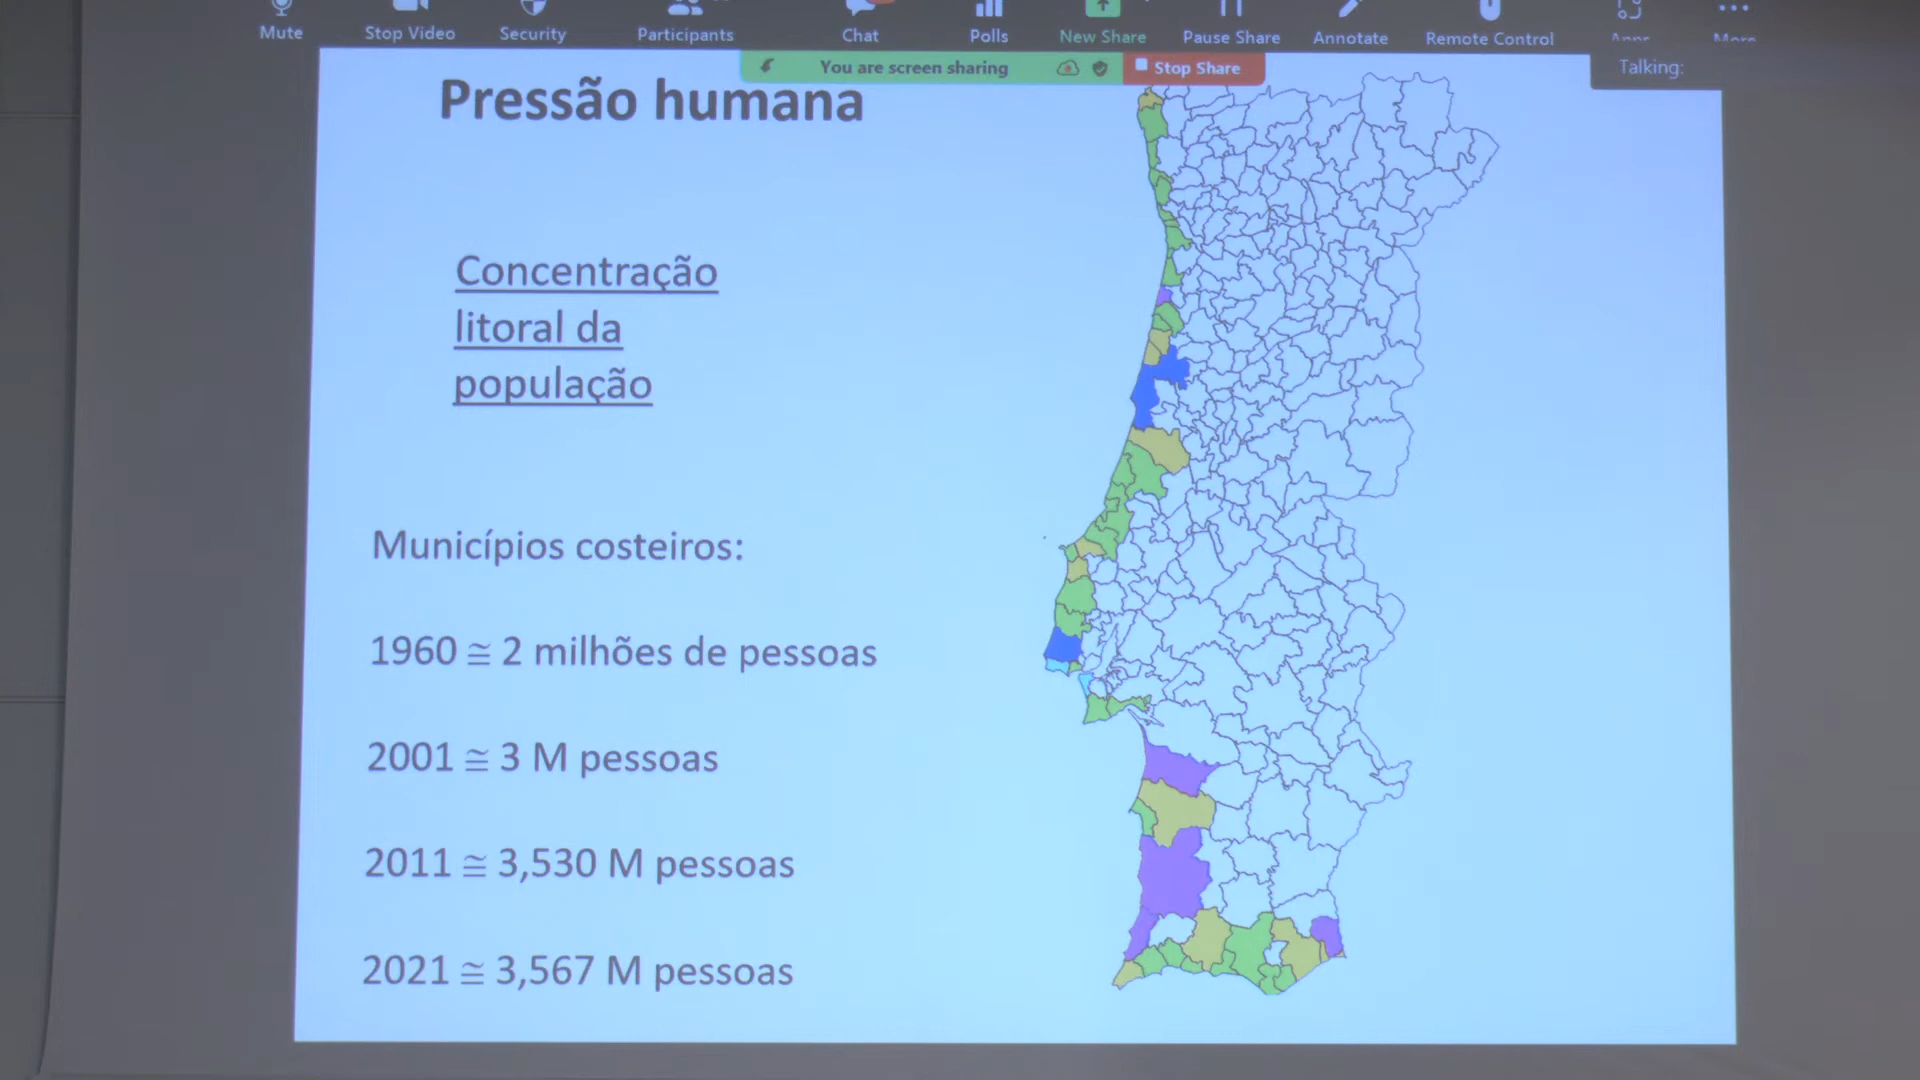 Mute
Stop Video
Security
Participants
Chat
Polls
New Share
Pause Share
Annotate
Remote Control
You are screen sharing
Stop Share
Talking:
Pressão humana
Concentração
litoral da
população
Municípios costeiros:
1960 ≅ 2 milhões de pessoas
2001 ≅ 3 M pessoas
2011 ≅ 3,530 M pessoas
2021 ≅ 3,567 M pessoas